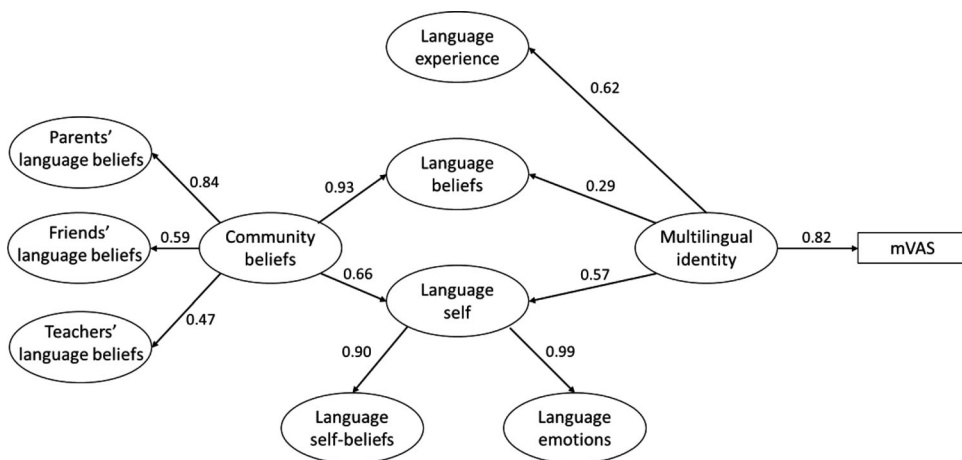 Language
experience
0.62
Parents'
language beliefs
0.84
0.93
Language
beliefs
0.29
Friends'
language beliefs
0.59
Community
beliefs
Multilingual
identity
0.82
mVAS
0.66
0.57
Language
self
Teachers'
language beliefs
0.47
0.90
0.99
Language
self-beliefs
Language
emotions